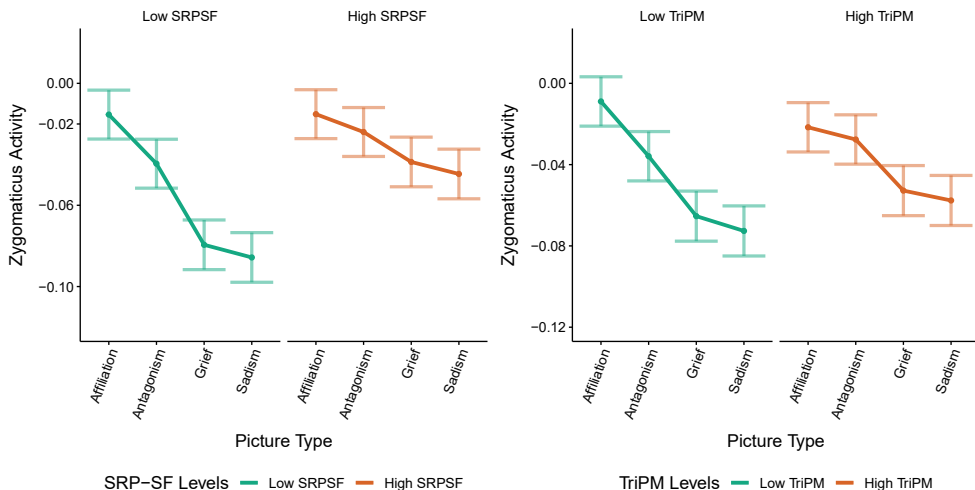 Low SRPSF
High SRPSF
Zygomaticus Activity
0.00
−0.02
−0.06
−0.10
Affiliation
Antagonism
Grief
Sadism
Affiliation
Antagonism
Grief
Sadism
Picture Type
SRP−SF Levels
Low SRPSF
High SRPSF
Low TriPM
High TriPM
Zygomaticus Activity
0.00
−0.04
−0.08
−0.12
Affiliation
Antagonism
Grief
Sadism
Affiliation
Antagonism
Grief
Sadism
Picture Type
TriPM Levels
Low TriPM
High TriPM